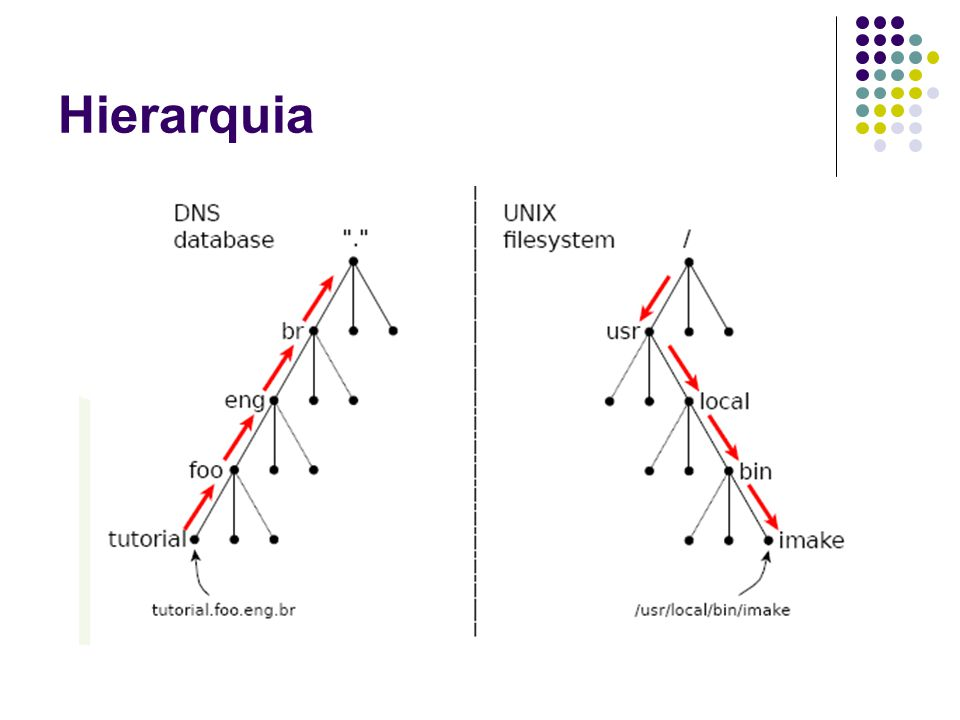 Hierarquia
DNS
database
"."
br
eng
foo
tutorial
tutorial.foo.eng.br
UNIX
filesystem
/
usr
local
bin
imake
/usr/local/bin/imake